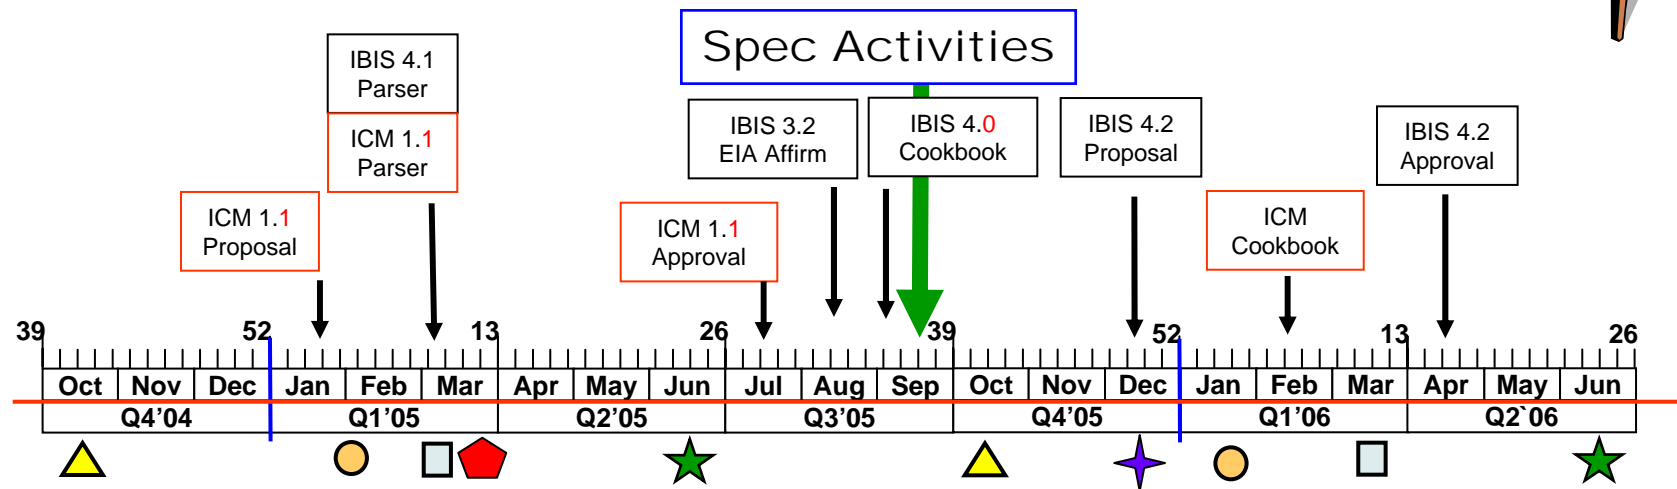 Spec Activities
IBIS 4.1
Parser
ICM 1.1
Parser
ICM 1.1
Proposal
ICM 1.1
Approval
IBIS 3.2
EIA Affirm
IBIS 4.0
Cookbook
IBIS 4.2
Proposal
ICM
Cookbook
IBIS 4.2
Approval
39 52 13 26 39 52 13 26
Oct Nov Dec Jan Feb Mar Apr May Jun Jul Aug Sep Oct Nov Dec Jan Feb Mar Apr May Jun
Q4’04 Q1’05 Q2’05 Q3’05 Q4’05 Q1’06 Q2`06